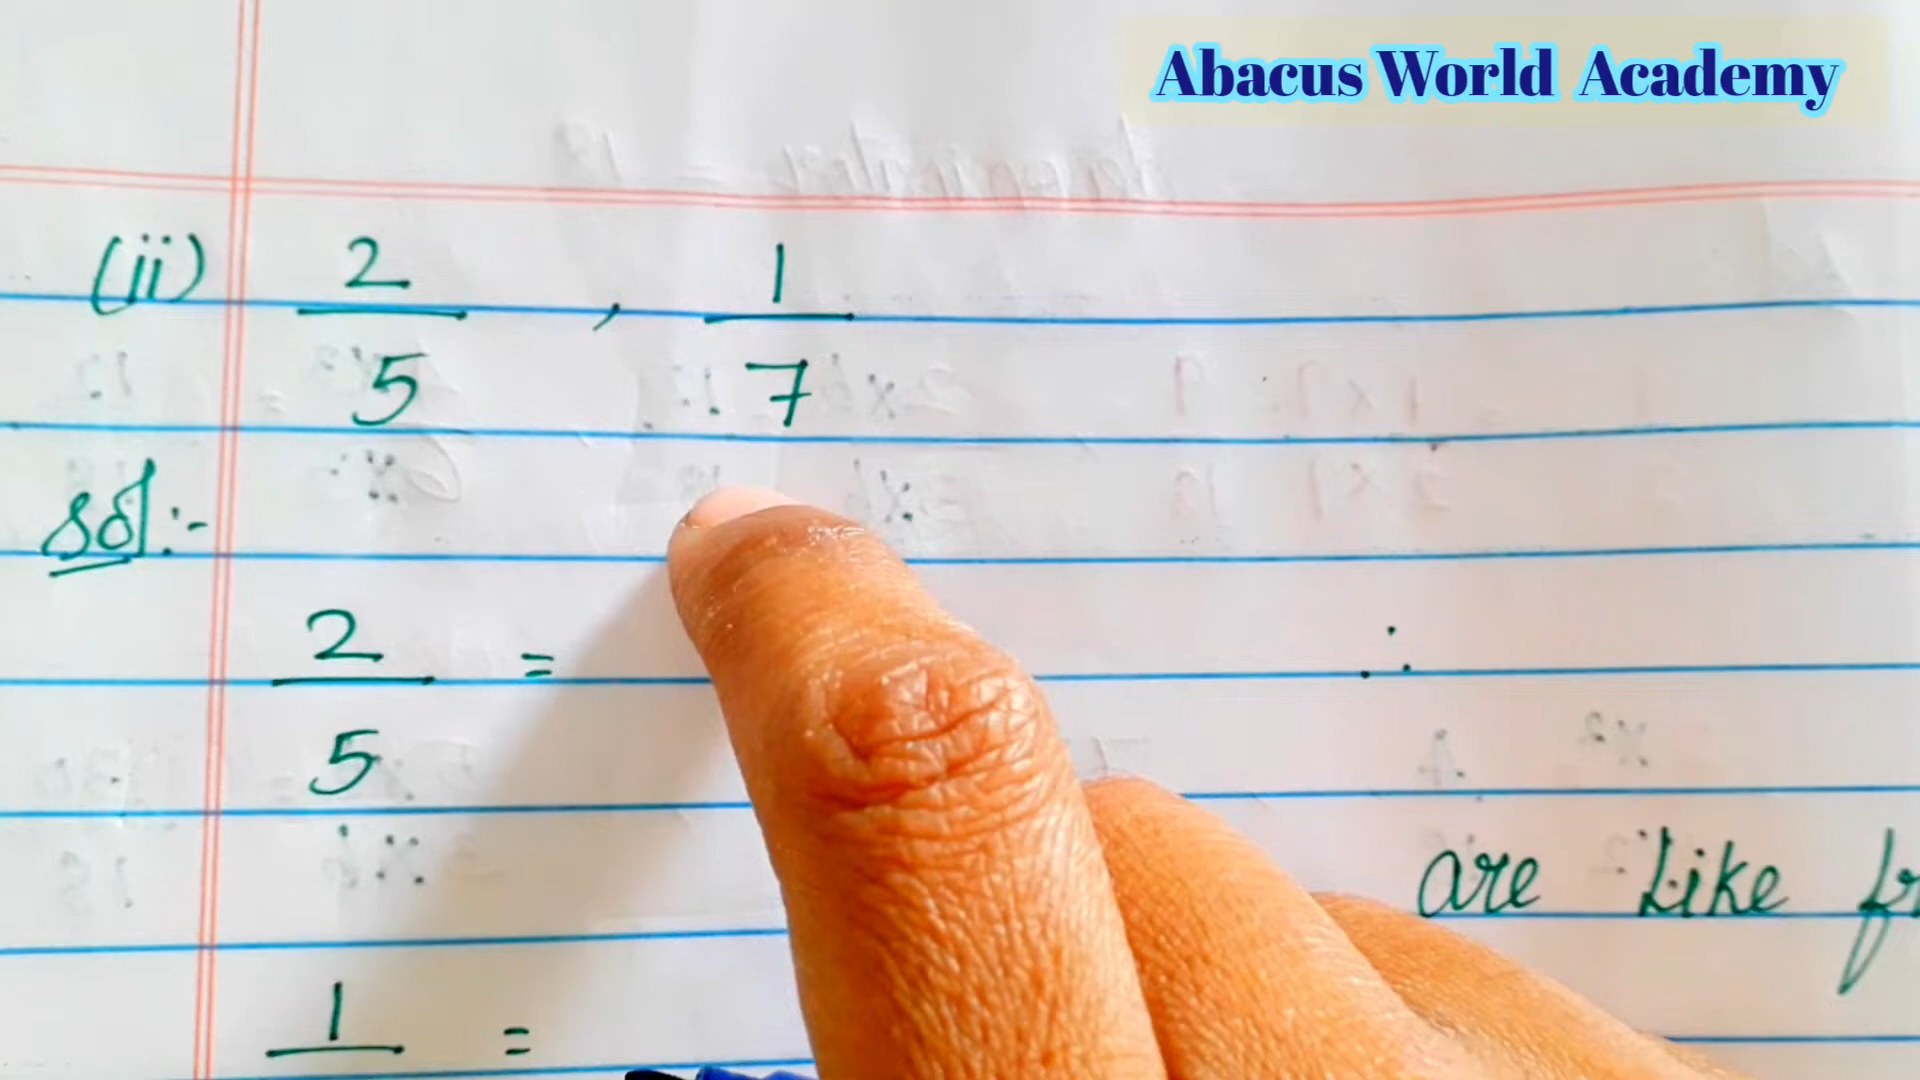 Abacus World Academy
(ii) 2/5 , 1/7
Sol:-
2/5 =
∴
are Like
1 =